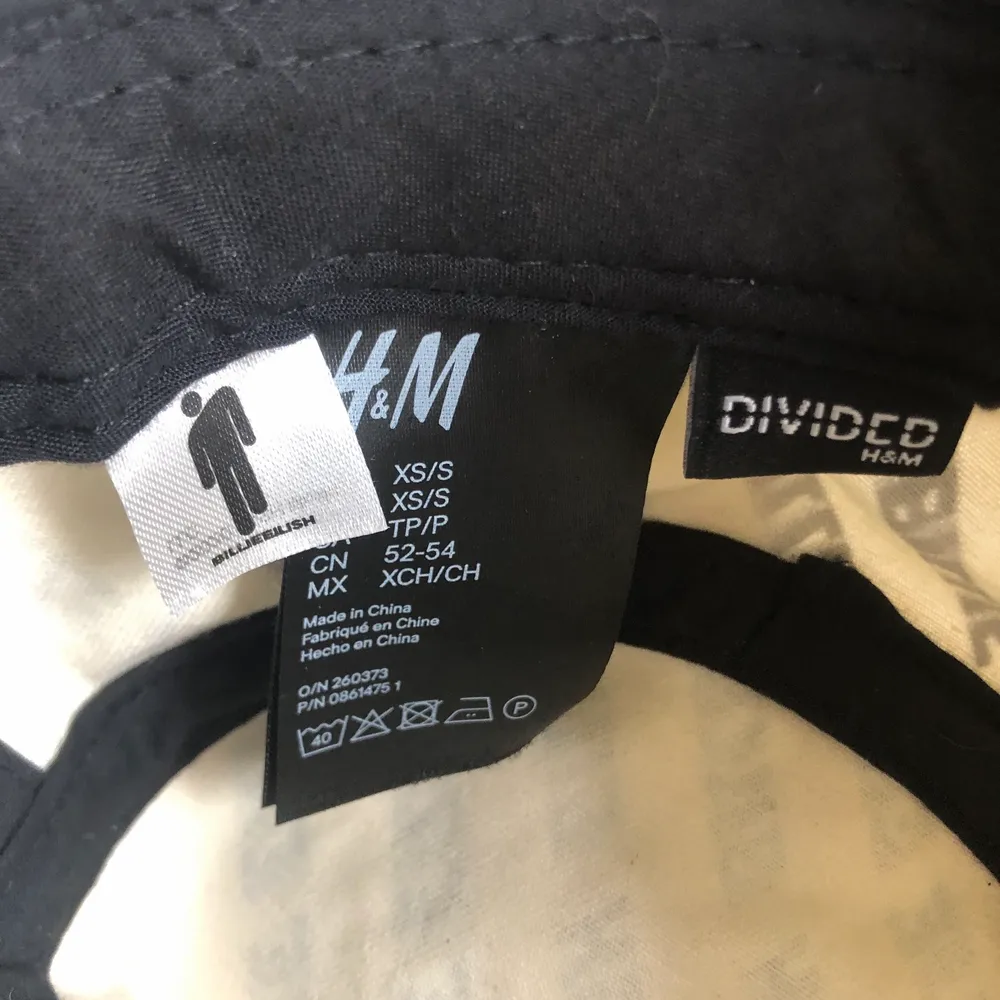 H&M
XS/S
XS/S
TP/P
CN 52-54
MX XCH/CH
Made in China
Fabriqué en Chine
Hecho en China
O/N 260373
P/N 0861475 1
40
P
BILLIEEILISH
DIVIDED
H&M